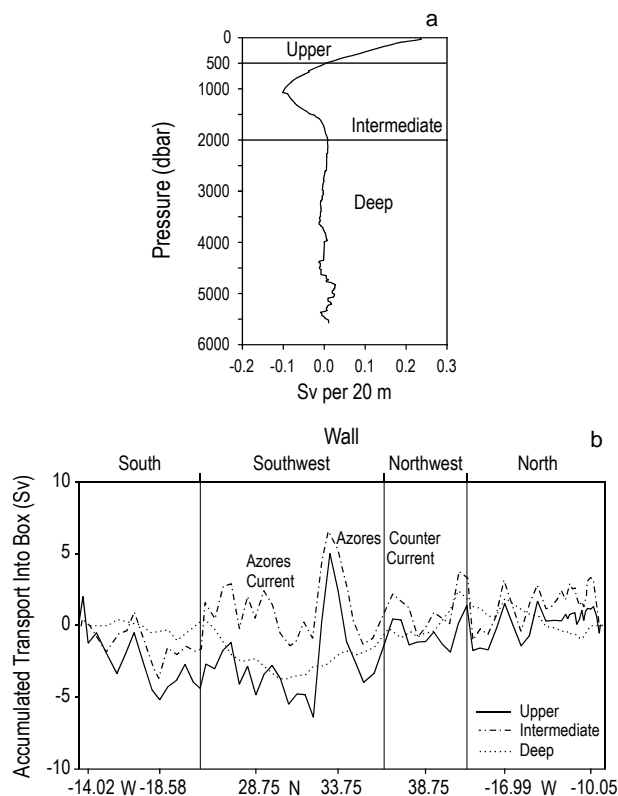 a
Pressure (dbar)
0
500
1000
2000
3000
4000
5000
6000
Upper
Intermediate
Deep
-0.2 -0.1 0.0 0.1 0.2 0.3
Sv per 20 m
b
Wall
South Southwest Northwest North
Accumulated Transport Into Box (Sv)
10
5
0
-5
-10
Azores Current
Azores Counter Current
Upper
Intermediate
Deep
-14.02 W -18.58 28.75 N 33.75 38.75 -16.99 W -10.05